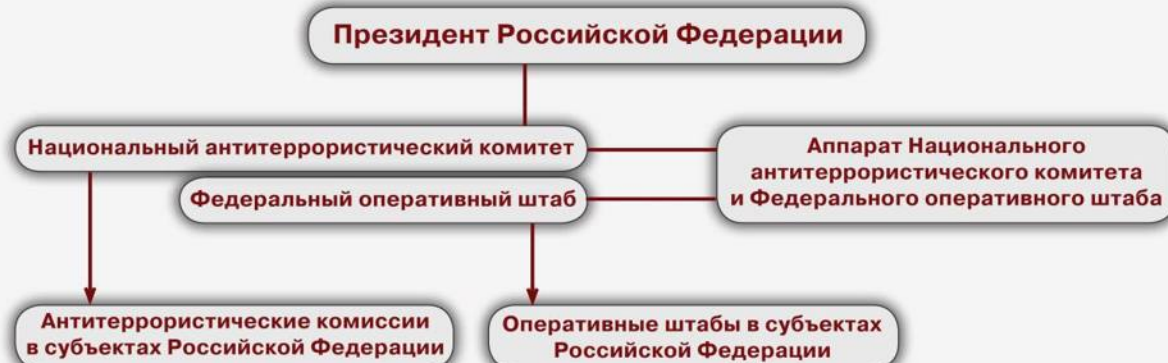 Президент Российской Федерации
Национальный антитеррористический комитет
Федеральный оперативный штаб
Аппарат Национального
антитеррористического комитета
и Федерального оперативного штаба
Антитеррористические комиссии
в субъектах Российской Федерации
Оперативные штабы в субъектах
Российской Федерации